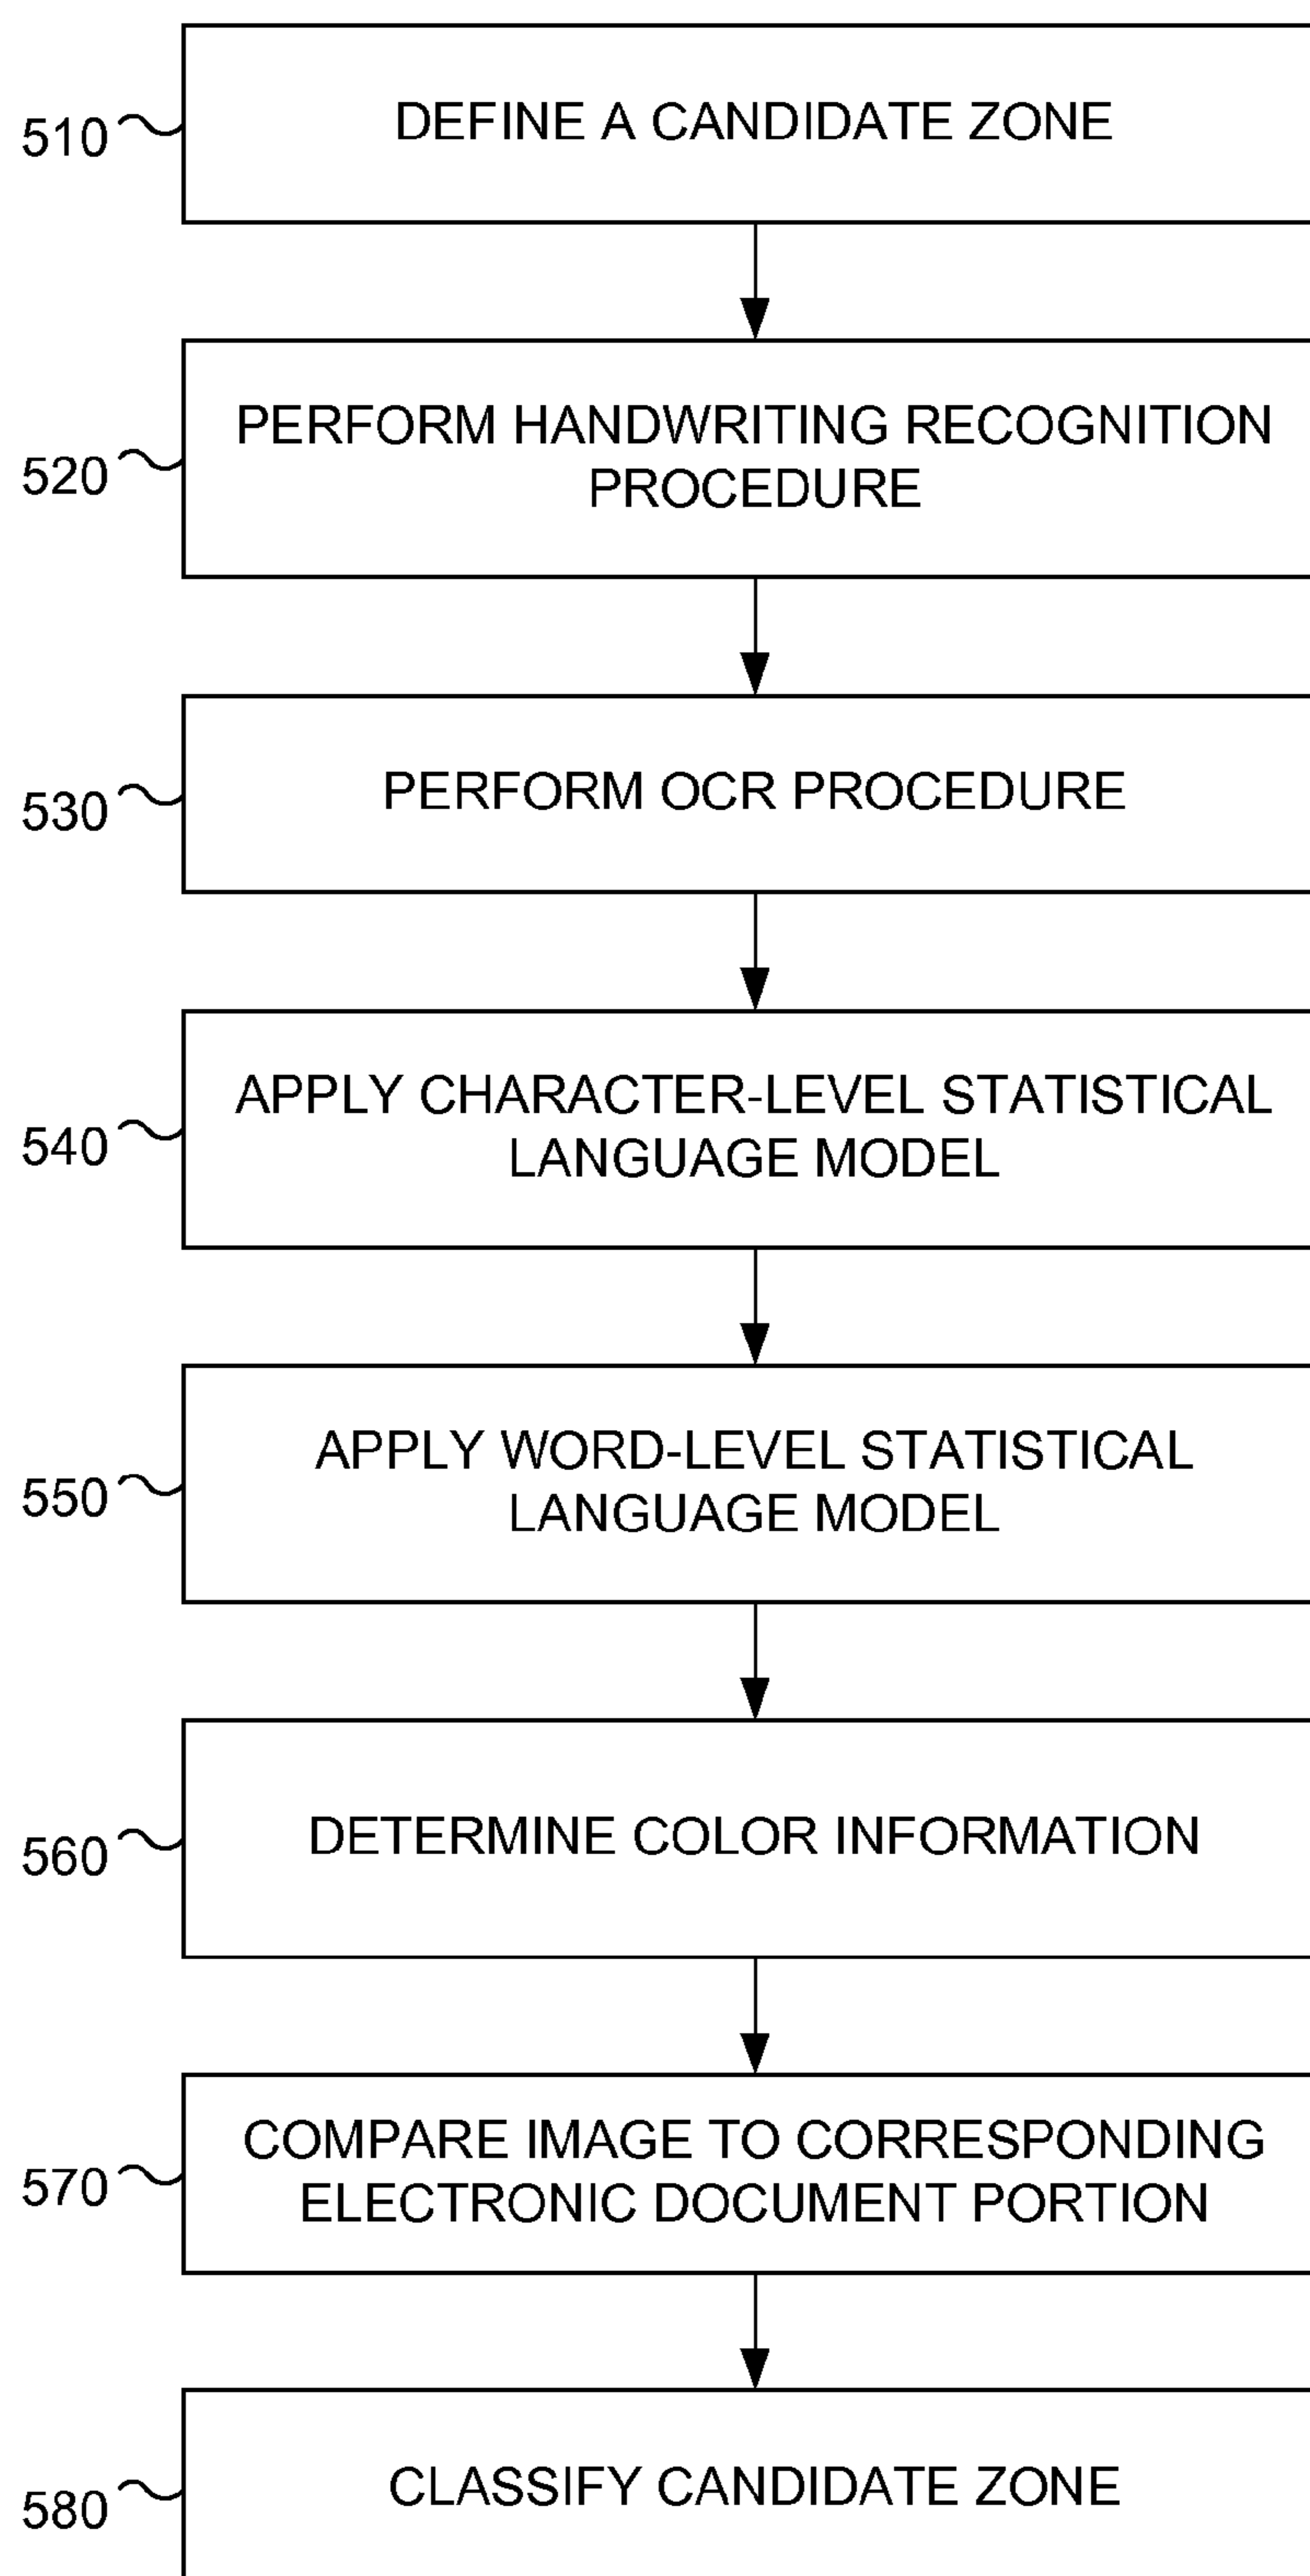 510
DEFINE A CANDIDATE ZONE
520
PERFORM HANDWRITING RECOGNITION
PROCEDURE
530
PERFORM OCR PROCEDURE
540
APPLY CHARACTER-LEVEL STATISTICAL
LANGUAGE MODEL
550
APPLY WORD-LEVEL STATISTICAL
LANGUAGE MODEL
560
DETERMINE COLOR INFORMATION
570
COMPARE IMAGE TO CORRESPONDING
ELECTRONIC DOCUMENT PORTION
580
CLASSIFY CANDIDATE ZONE